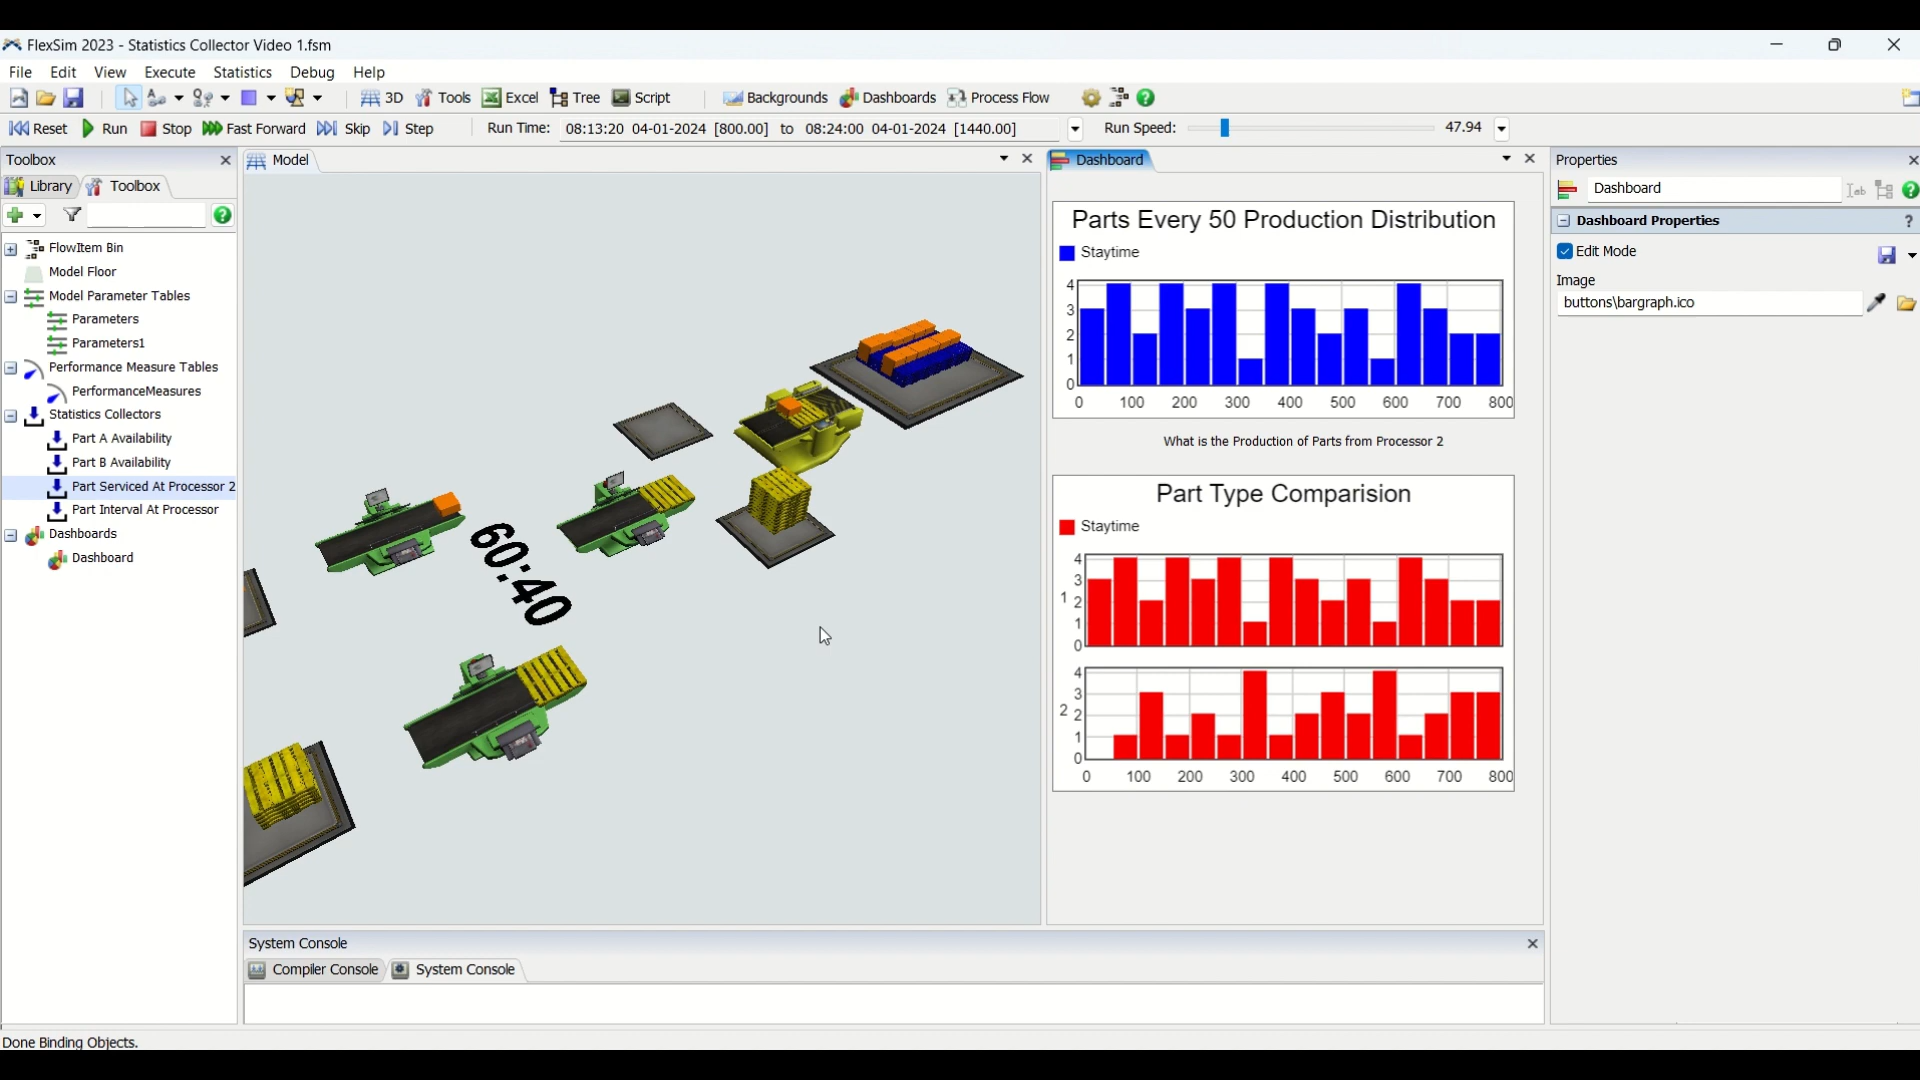 FlexSim 2023 - Statistics Collector Video 1.fsm
File Edit View Execute Statistics Debug Help
3D Tools Excel Tree Script Backgrounds Dashboards Process Flow
Reset Run Stop Fast Forward Skip Step Run Time: 08:13:20 04-01-2024 [800.00] to 08:24:00 04-01-2024 [1440.00] Run Speed: 47.94
Toolbox
Library Toolbox
FlowItem Bin
Model Floor
Model Parameter Tables
Parameters
Parameters1
Performance Measure Tables
PerformanceMeasures
Statistics Collectors
Part A Availability
Part B Availability
Part Serviced At Processor 2
Part Interval At Processor
Dashboards
Dashboard
Model
60:40
Dashboard
Parts Every 50 Production Distribution
Staytime
4
3
2
1
0
0 100 200 300 400 500 600 700 800
What is the Production of Parts from Processor 2
Part Type Comparision
Staytime
4
3
1 2
1
0
4
3
2 2
1
0
0 100 200 300 400 500 600 700 800
Properties
Dashboard
Dashboard Properties
Edit Mode
Image
buttons\bargraph.ico
System Console
Compiler Console System Console
Done Binding Objects.